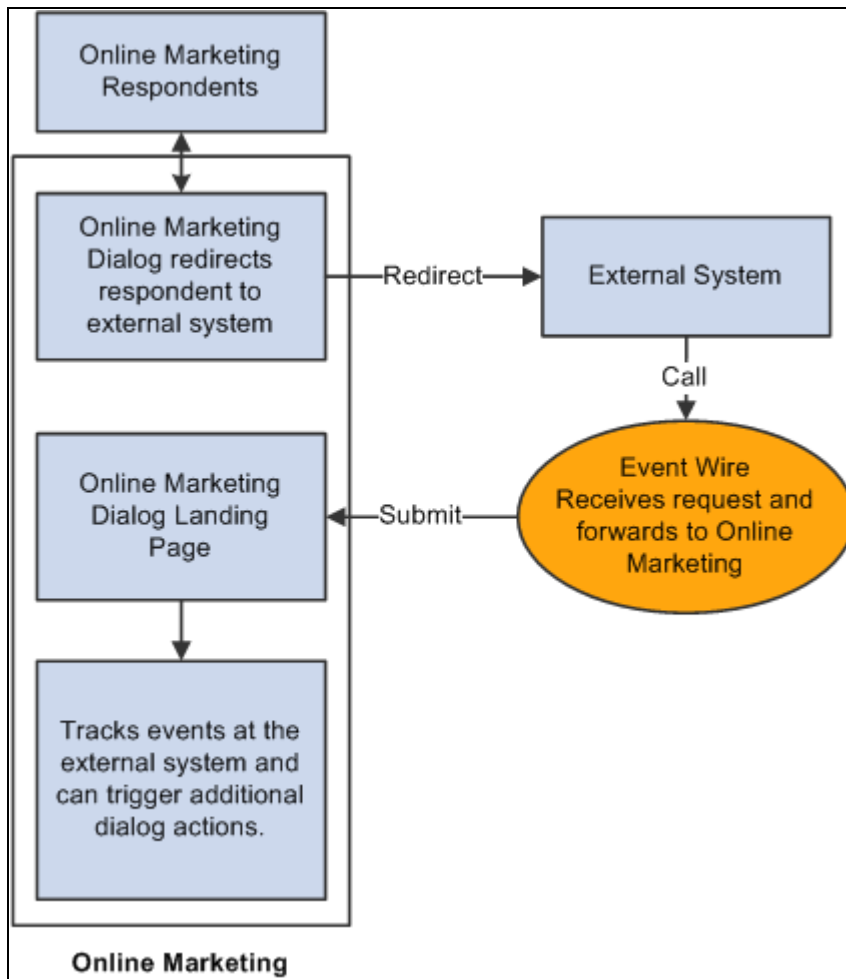 Online Marketing
Respondents
Online Marketing
Dialog redirects
respondent to
external system
Redirect
External System
Call
Event Wire
Receives request and
forwards to Online
Marketing
Submit
Online Marketing
Dialog Landing
Page
Tracks events at the
external system and
can trigger additional
dialog actions.
Online Marketing